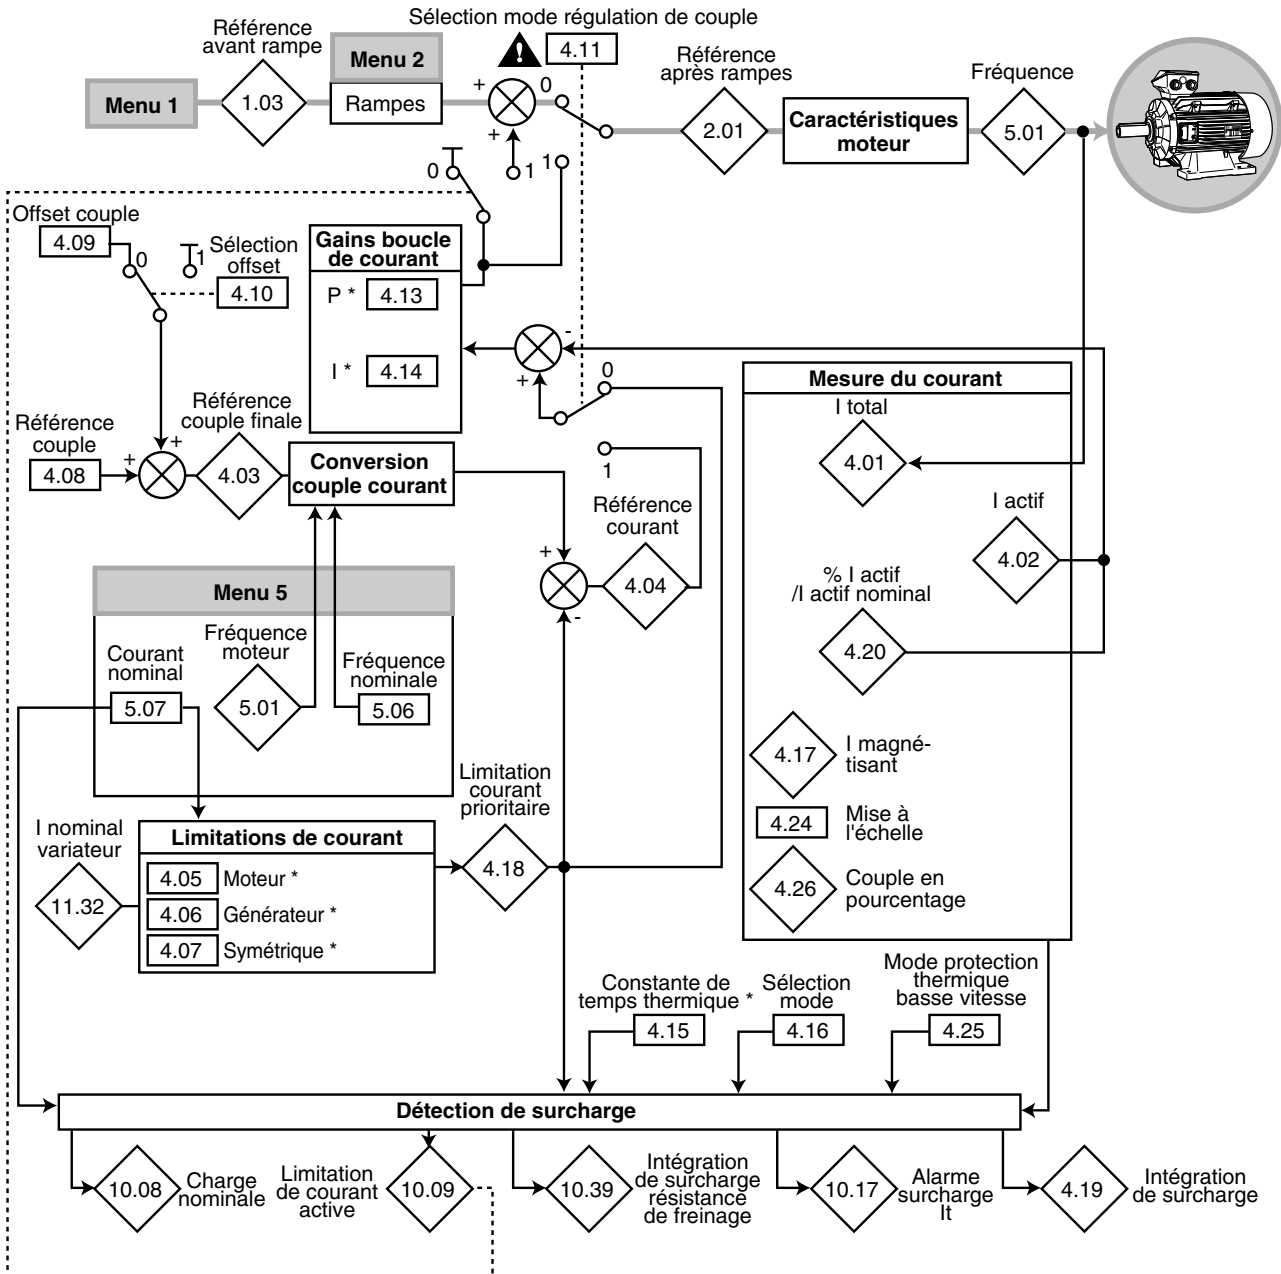 Sélection mode régulation de couple
4.11
Référence
avant rampe
Menu 1
1.03
Menu 2
Rampes
+
+
0
1
1
0
Référence
après rampes
2.01
Caractéristiques
moteur
Fréquence
5.01
Offset couple
4.09
0
1
Sélection
offset
4.10
Gains boucle
de courant
P *
4.13
I *
4.14
-
+
0
1
Référence
couple
4.08
+
+
Référence
couple finale
4.03
Conversion
couple courant
Référence
courant
4.04
+
-
Mesure du courant
I total
4.01
I actif
4.02
% I actif
/I actif nominal
4.20
4.17
I magné-
tisant
4.24
Mise à
l'échelle
4.26
Couple en
pourcentage
Menu 5
Courant
nominal
5.07
Fréquence
moteur
5.01
Fréquence
nominale
5.06
I nominal
variateur
11.32
Limitations de courant
4.05
Moteur *
4.06
Générateur *
4.07
Symétrique *
Limitation
courant
prioritaire
4.18
Constante de
temps thermique *
4.15
Sélection
mode
4.16
Mode protection
thermique
basse vitesse
4.25
Détection de surcharge
10.08
Charge
nominale
Limitation
de courant
active
10.09
10.39
Intégration
de surcharge
résistance
de freinage
10.17
Alarme
surcharge
It
4.19
Intégration
de surcharge